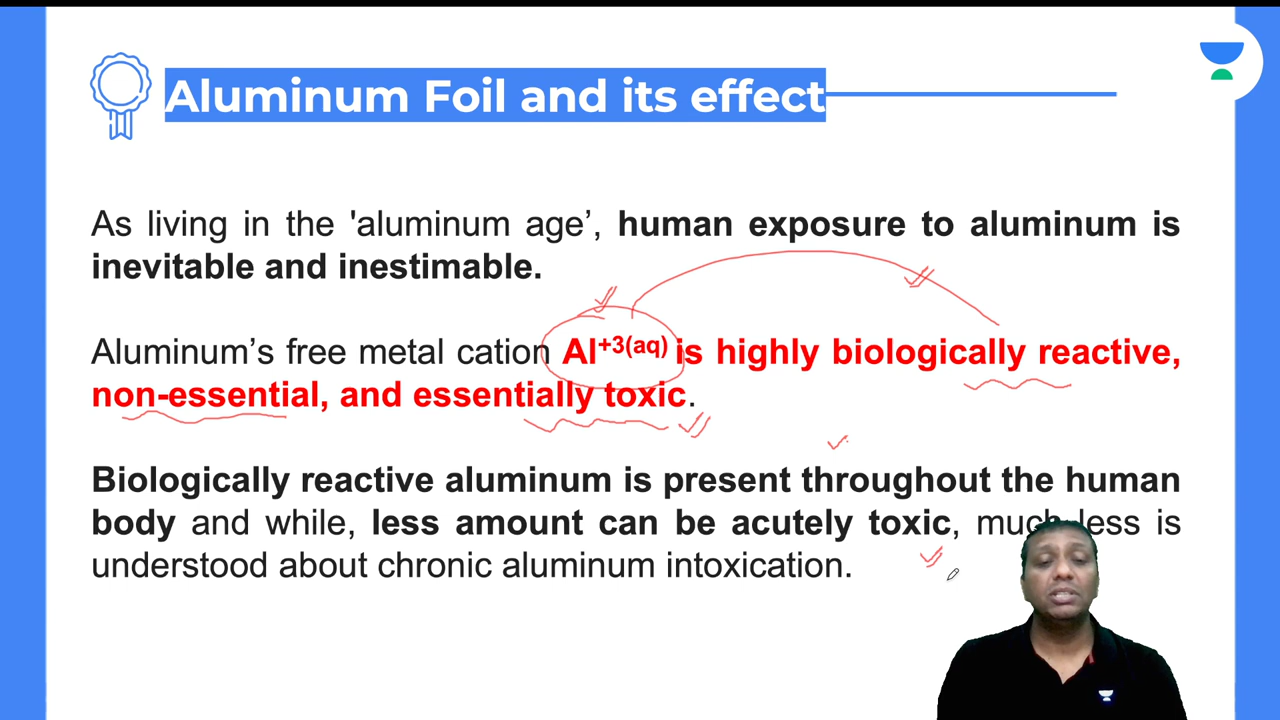 Aluminum Foil and its effect
As living in the 'aluminum age’, human exposure to aluminum is
inevitable and inestimable.
Aluminum’s free metal cation Al+3(aq) is highly biologically reactive,
non-essential, and essentially toxic.
Biologically reactive aluminum is present throughout the human
body and while, less amount can be acutely toxic, much less is
understood about chronic aluminum intoxication.